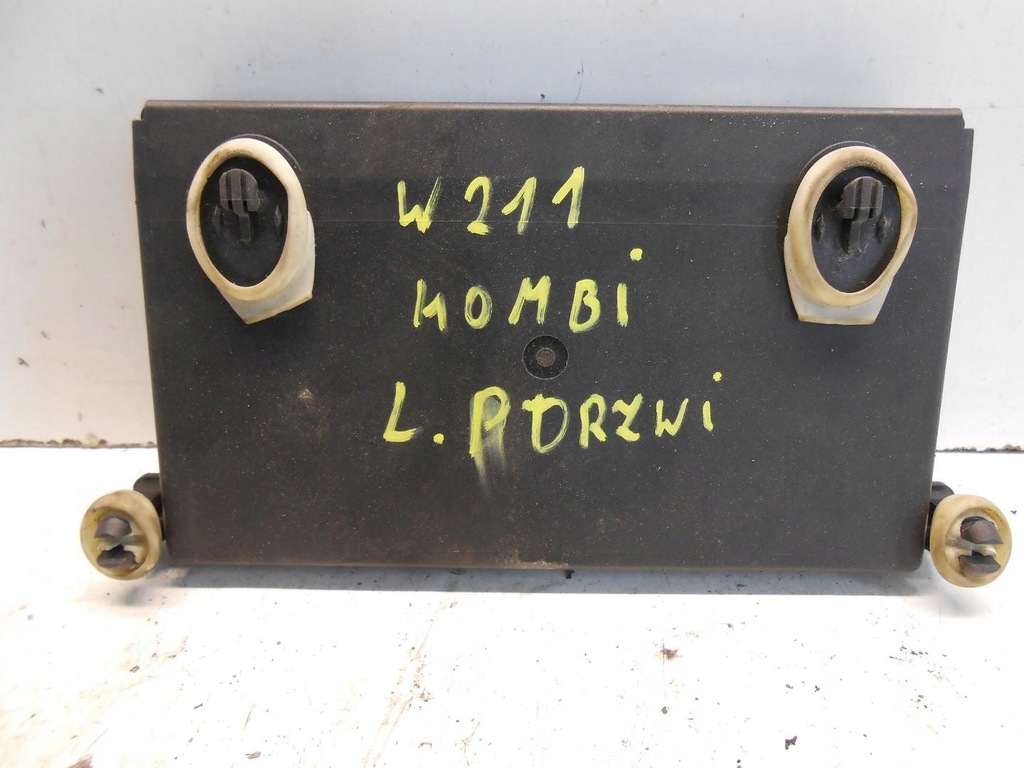 W211
KOMBi
L. P DRZWi